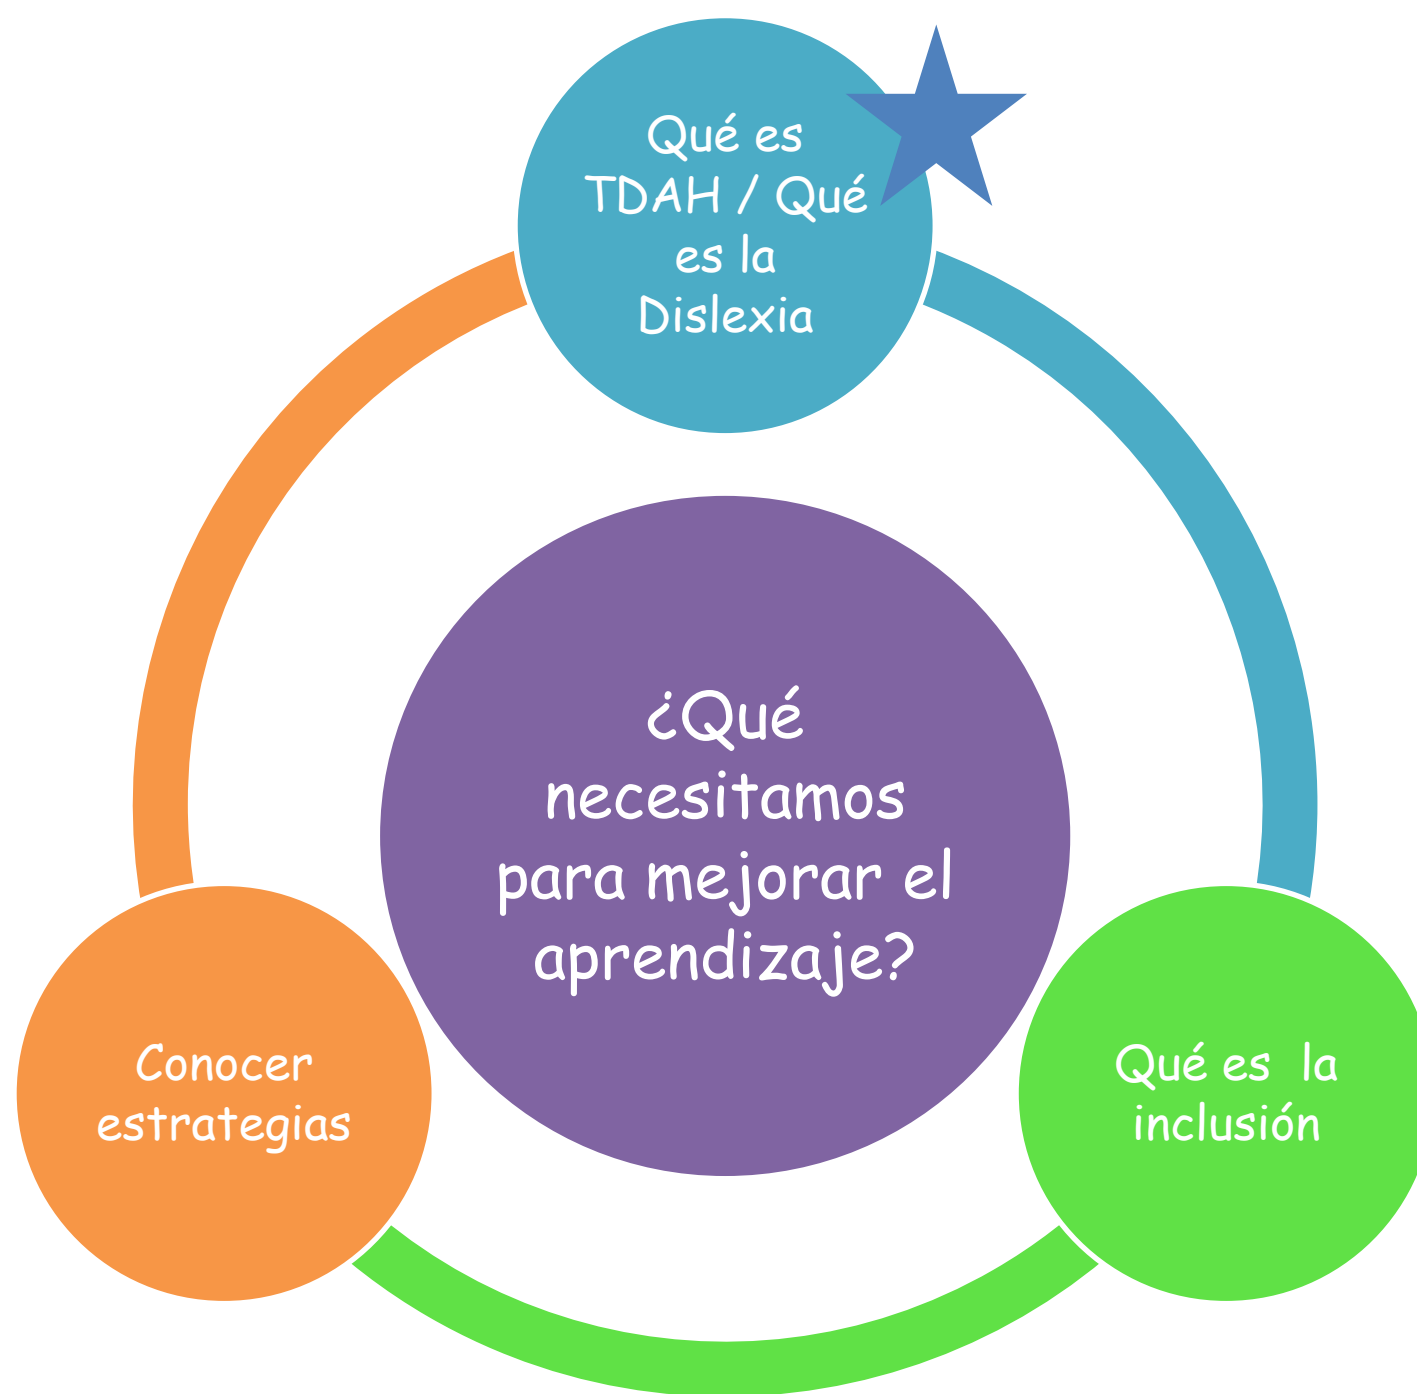 Qué es
TDAH / Qué
es la
Dislexia
¿Qué
necesitamos
para mejorar el
aprendizaje?
Conocer
estrategias
Qué es  la
inclusión